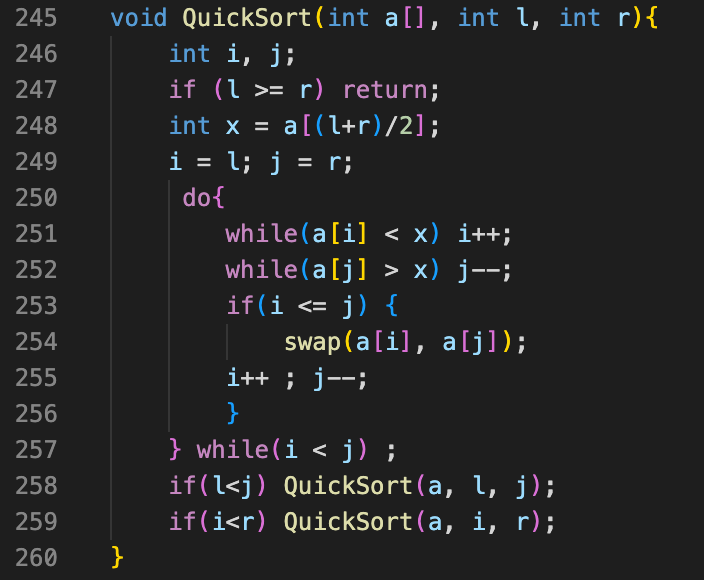 245 void QuickSort(int a[], int l, int r){
246     int i, j;
247     if (l >= r) return;
248     int x = a[(l+r)/2];
249     i = l; j = r;
250      do{
251         while(a[i] < x) i++;
252         while(a[j] > x) j--;
253         if(i <= j) {
254             swap(a[i], a[j]);
255         i++ ; j--;
256         }
257     } while(i < j) ;
258     if(l<j) QuickSort(a, l, j);
259     if(i<r) QuickSort(a, i, r);
260 }